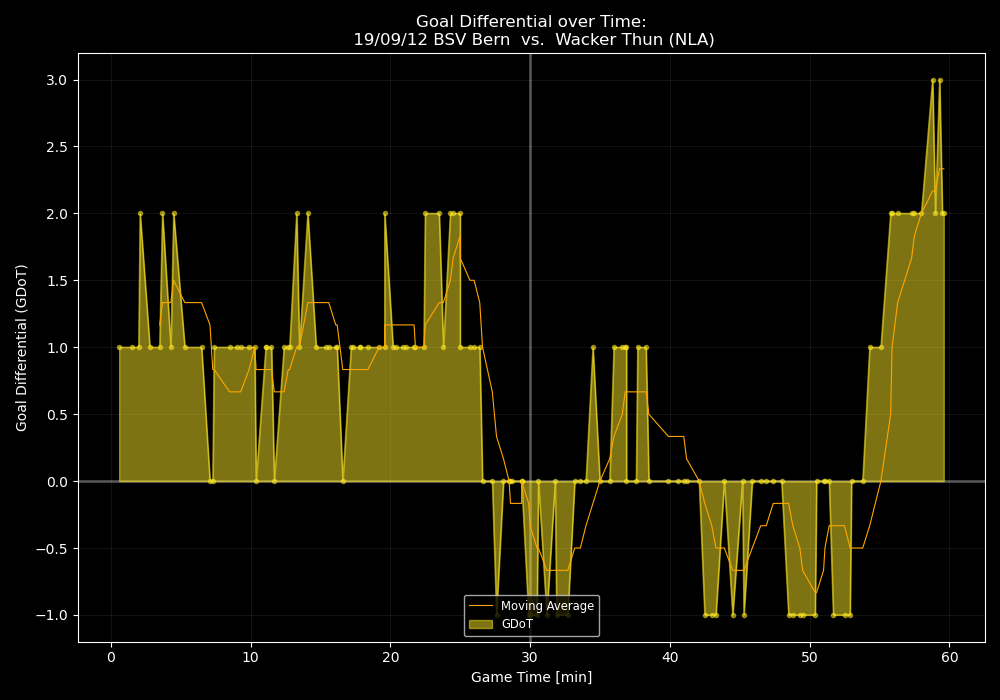 Goal Differential over Time:
19/09/12 BSV Bern  vs.  Wacker Thun (NLA)
Goal Differential (GDoT)
3.0
2.5
2.0
1.5
1.0
0.5
0.0
−0.5
−1.0
Moving Average
GDoT
0
10
20
30
40
50
60
Game Time [min]